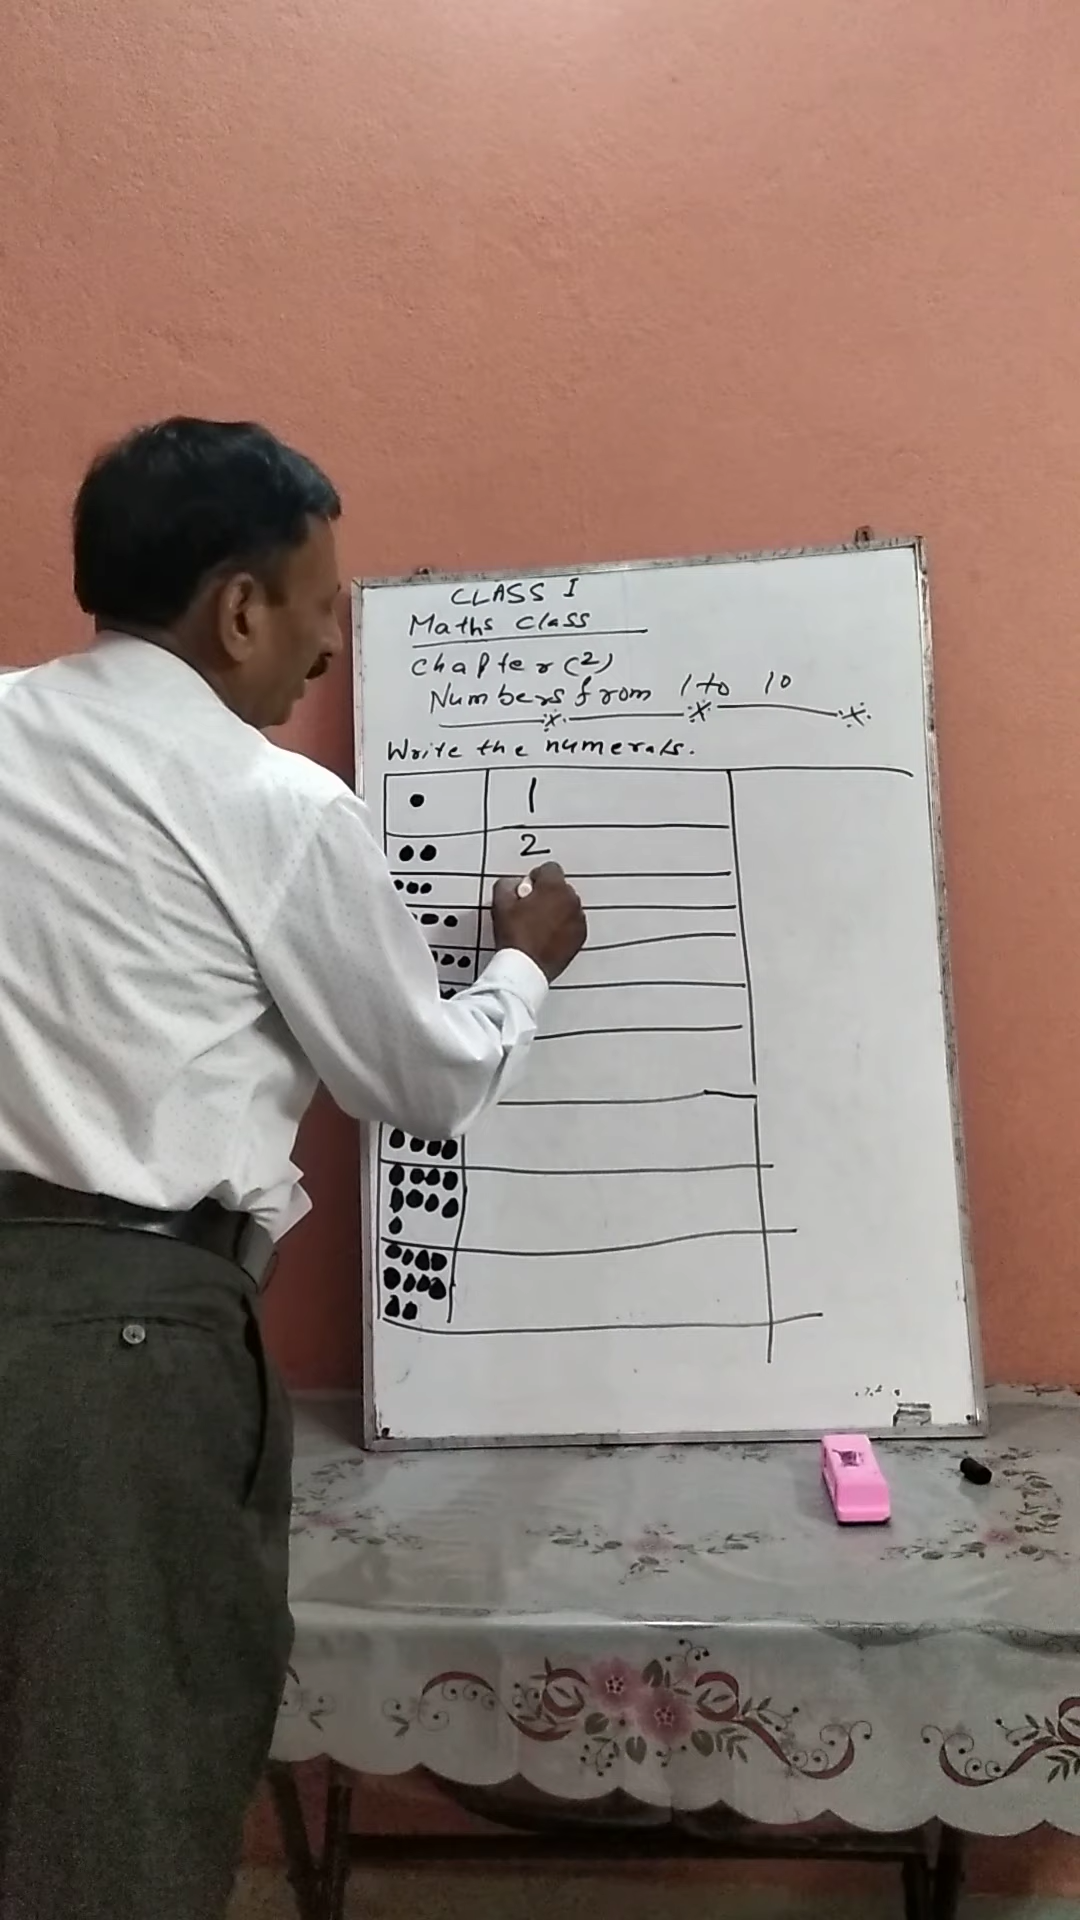 CLASS I
Maths Class
Chapter (2)
Numbers from 1 to 10
Write the numerals.
1
2